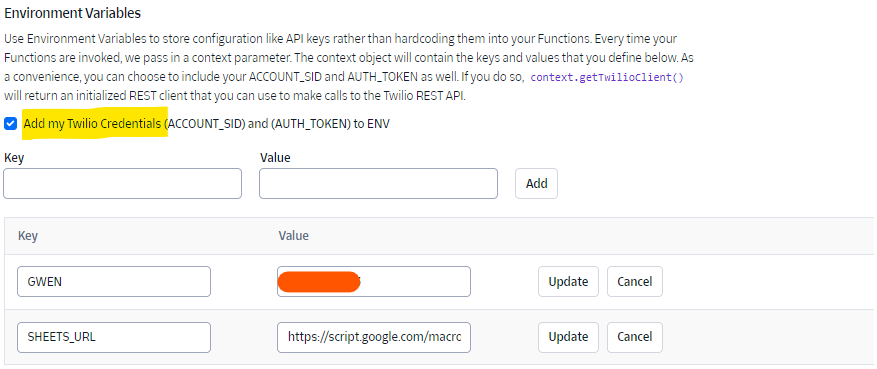 Environment Variables
Use Environment Variables to store configuration like API keys rather than hardcoding them into your Functions. Every time your
Functions are invoked, we pass in a context parameter. The context object will contain the keys and values that you define below. As
a convenience, you can choose to include your ACCOUNT_SID and AUTH_TOKEN as well. If you do so, context.getTwilioClient()
will return an initialized REST client that you can use to make calls to the Twilio REST API.
Add my Twilio Credentials (ACCOUNT_SID) and (AUTH_TOKEN) to ENV
Key Value
Add
Key Value
GWEN Update Cancel
SHEETS_URL https://script.google.com/macrc Update Cancel